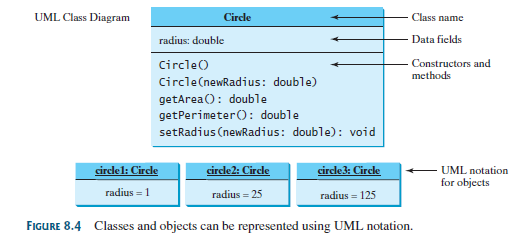 UML Class Diagram
Circle
Class name
radius: double
Data fields
Circle()
Constructors and
methods
Circle(newRadius: double)
getArea(): double
getPerimeter(): double
setRadius(newRadius: double): void
circle1: Circle
circle2: Circle
circle3: Circle
UML notation
for objects
radius = 1
radius = 25
radius = 125
FIGURE 8.4 Classes and objects can be represented using UML notation.